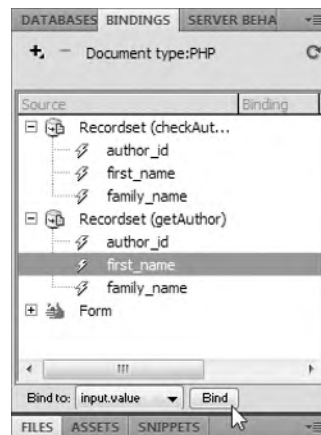 DATABASES BINDINGS SERVER BEHA
Document type:PHP
Source Binding
Recordset (checkAut...
author_id
first_name
family_name
Recordset (getAuthor)
author_id
first_name
family_name
Form
Bind to: input.value Bind
FILES ASSETS SNIPPETS